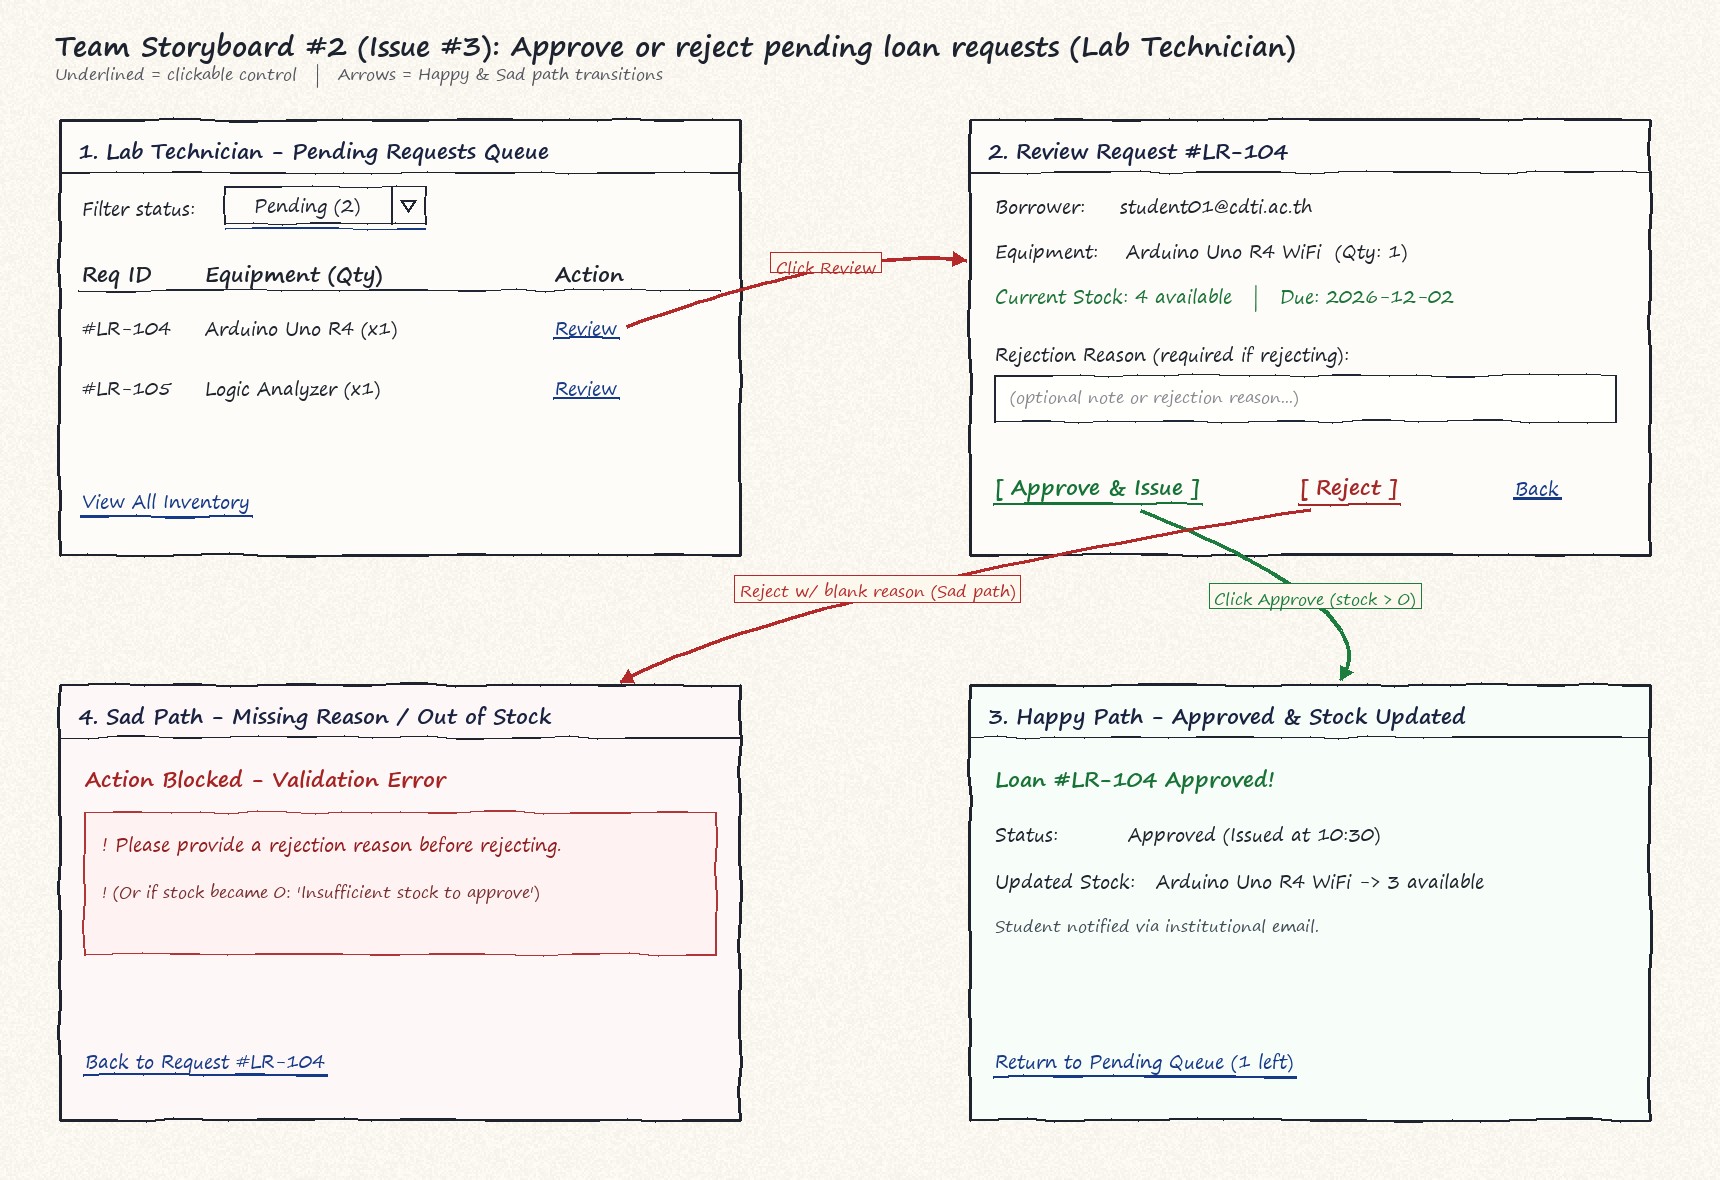 Team Storyboard #2 (Issue #3): Approve or reject pending loan requests (Lab Technician)
Underlined = clickable control | Arrows = Happy & Sad path transitions
1. Lab Technician - Pending Requests Queue
Filter status: Pending (2)
Req ID Equipment (Qty) Action
#LR-104 Arduino Uno R4 (x1) Review
#LR-105 Logic Analyzer (x1) Review
View All Inventory
Click Review
2. Review Request #LR-104
Borrower: student01@cdti.ac.th
Equipment: Arduino Uno R4 WiFi (Qty: 1)
Current Stock: 4 available | Due: 2026-12-02
Rejection Reason (required if rejecting):
(optional note or rejection reason...)
[ Approve & Issue ] [ Reject ] Back
Reject w/ blank reason (Sad path)
Click Approve (stock > 0)
4. Sad Path - Missing Reason / Out of Stock
Action Blocked - Validation Error
! Please provide a rejection reason before rejecting.
! (Or if stock became 0: 'Insufficient stock to approve')
Back to Request #LR-104
3. Happy Path - Approved & Stock Updated
Loan #LR-104 Approved!
Status: Approved (Issued at 10:30)
Updated Stock: Arduino Uno R4 WiFi -> 3 available
Student notified via institutional email.
Return to Pending Queue (1 left)